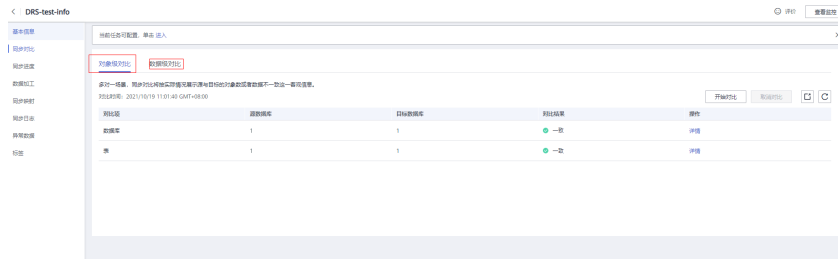 < DRS-test-Info
评价
查看监控
基本信息
同步对比
同步进度
数据加工
同步映射
同步日志
异常数据
标签
当前任务可配置，单击 进入
对象级对比
数据级对比
多对一场景，同步对比将按实际情况展示源与目标的对象数或者数据不一致这一客观信息。
对比时间：2021/10/19 11:01:40 GMT+08:00
开始对比
取消对比
对比项 源数据库 目标数据库 对比结果 操作
数据库 1 1 一致 详情
表 1 1 一致 详情